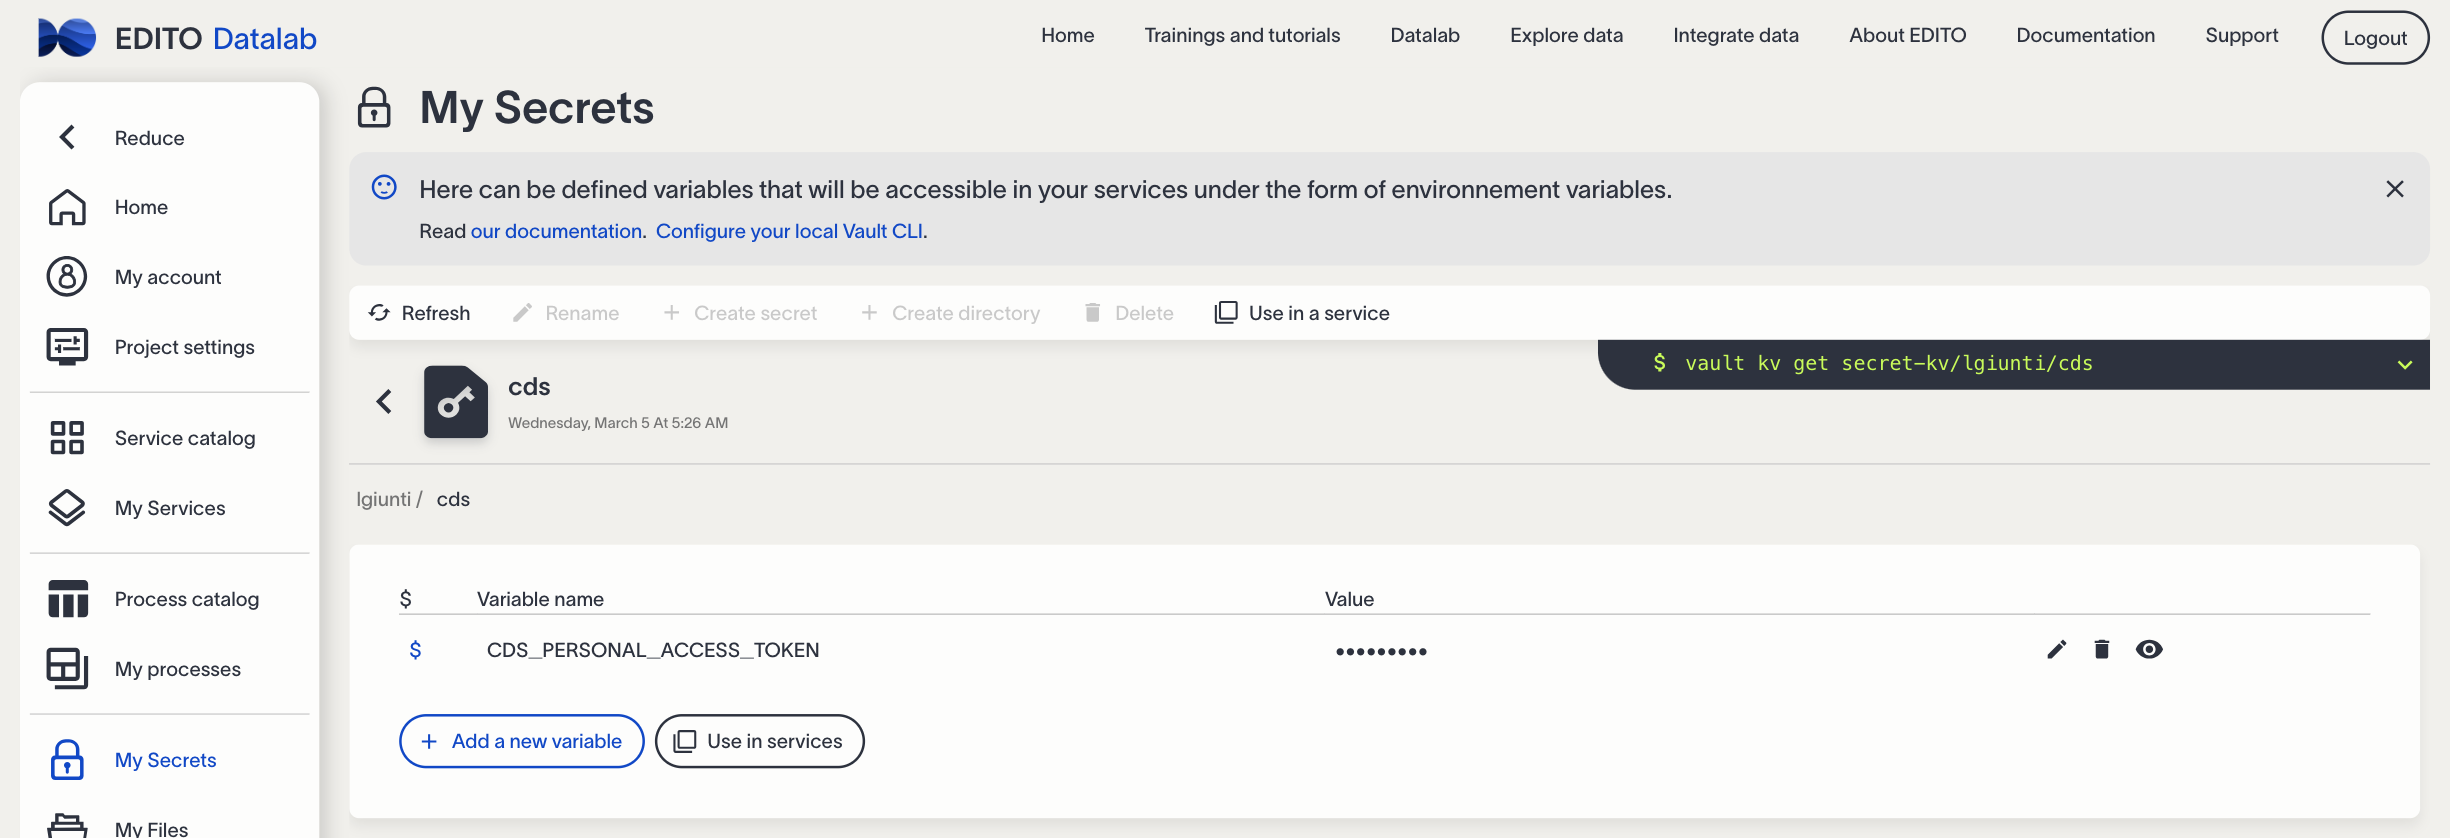 EDITO Datalab
Home Trainings and tutorials Datalab Explore data Integrate data About EDITO Documentation Support Logout
Reduce
Home
My account
Project settings
Service catalog
My Services
Process catalog
My processes
My Secrets
My Files
My Secrets
Here can be defined variables that will be accessible in your services under the form of environnement variables.
Read our documentation. Configure your local Vault CLI.
Refresh Rename + Create secret + Create directory Delete Use in a service
$ vault kv get secret-kv/lgiunti/cds
cds
Wednesday, March 5 At 5:26 AM
lgiunti / cds
$ Variable name Value
$ CDS_PERSONAL_ACCESS_TOKEN •••••••••
+ Add a new variable Use in services